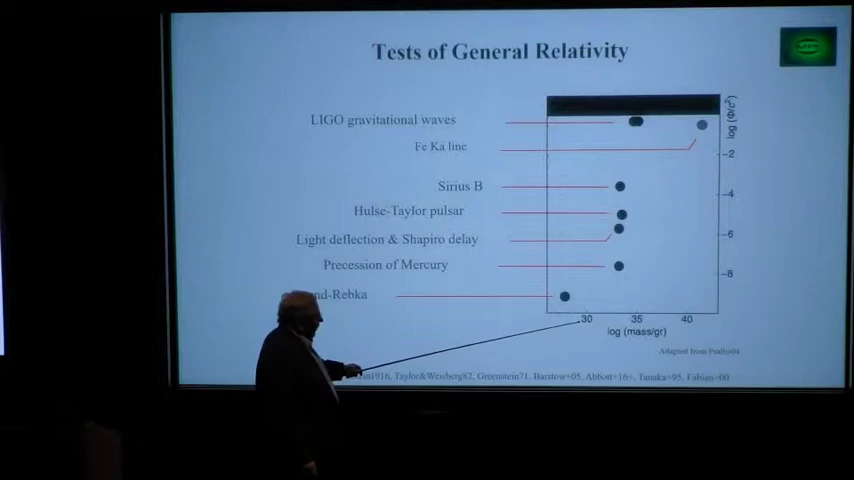 Tests of General Relativity
MPE
LIGO gravitational waves
Fe Ka line
Sirius B
Hulse-Taylor pulsar
Light deflection & Shapiro delay
Precession of Mercury
nd-Rebka
log (Φ/c²)
−2
−4
−6
−8
30 35 40
log (mass/gr)
Adapted from Psaltis04
in1916, Taylor&Weisberg82, Greenstein71, Barstow+05, Abbott+16+, Tanaka+95, Fabian+00